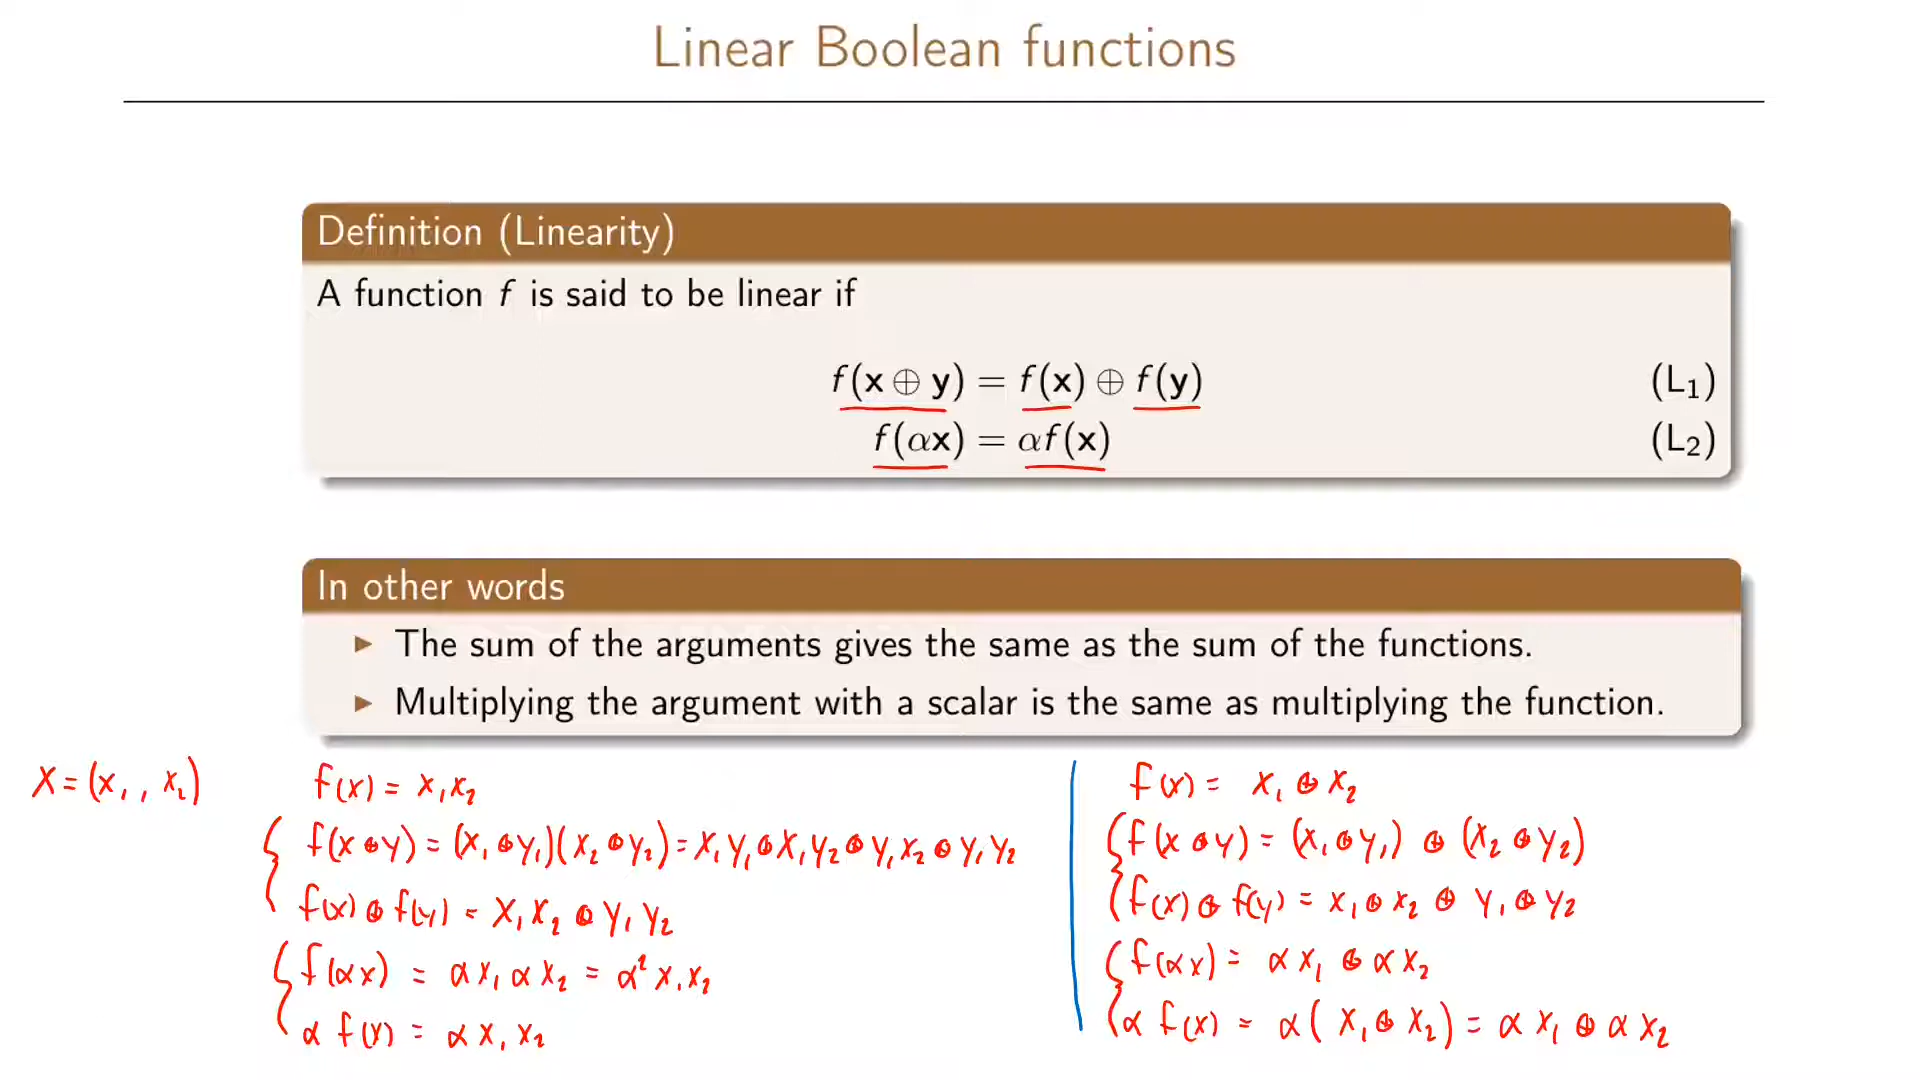 Linear Boolean functions
Definition (Linearity)
A function f is said to be linear if
f(x ⊕ y) = f(x) ⊕ f(y) (L₁)
f(αx) = αf(x) (L₂)
In other words
▶ The sum of the arguments gives the same as the sum of the functions.
▶ Multiplying the argument with a scalar is the same as multiplying the function.
X = (x₁, x₂)
f(x) = x₁x₂
f(x⊕y) = (x₁⊕y₁)(x₂⊕y₂) = x₁y₁⊕x₁y₂⊕y₁x₂⊕y₁y₂
f(x)⊕f(y) = x₁x₂⊕y₁y₂
f(αx) = αx₁αx₂ = α²x₁x₂
αf(x) = αx₁x₂
f(x) = x₁⊕x₂
f(x⊕y) = (x₁⊕y₁)⊕(x₂⊕y₂)
f(x)⊕f(y) = x₁⊕x₂⊕y₁⊕y₂
f(αx) = αx₁⊕αx₂
αf(x) = α(x₁⊕x₂) = αx₁⊕αx₂